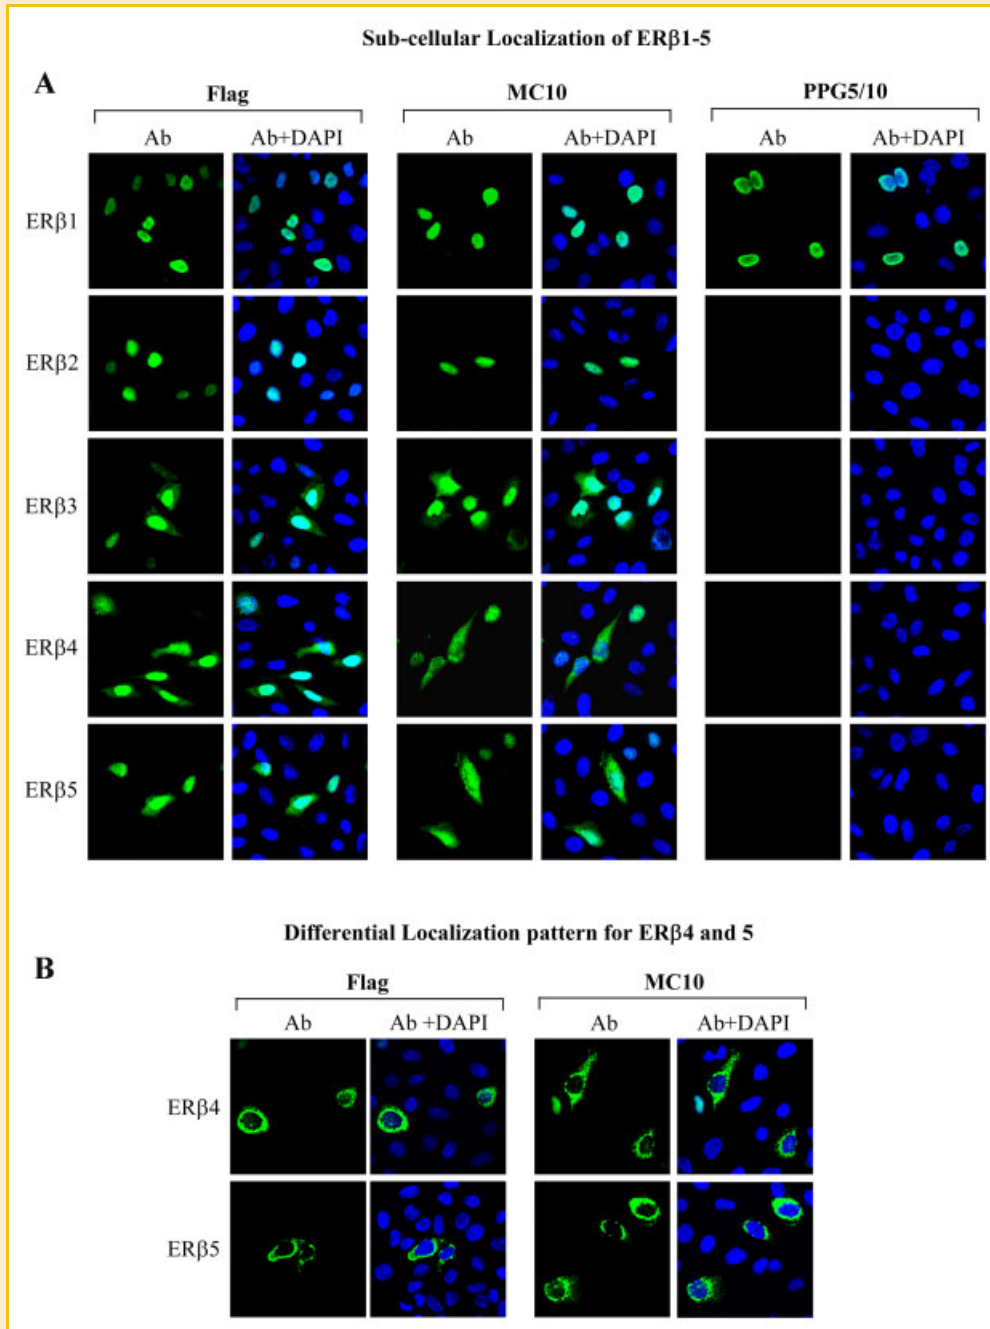 Sub-cellular Localization of ERβ1-5
A
Flag MC10 PPG5/10
Ab Ab+DAPI Ab Ab+DAPI Ab Ab+DAPI
ERβ1
ERβ2
ERβ3
ERβ4
ERβ5
Differential Localization pattern for ERβ4 and 5
B
Flag MC10
Ab Ab +DAPI Ab Ab+DAPI
ERβ4
ERβ5